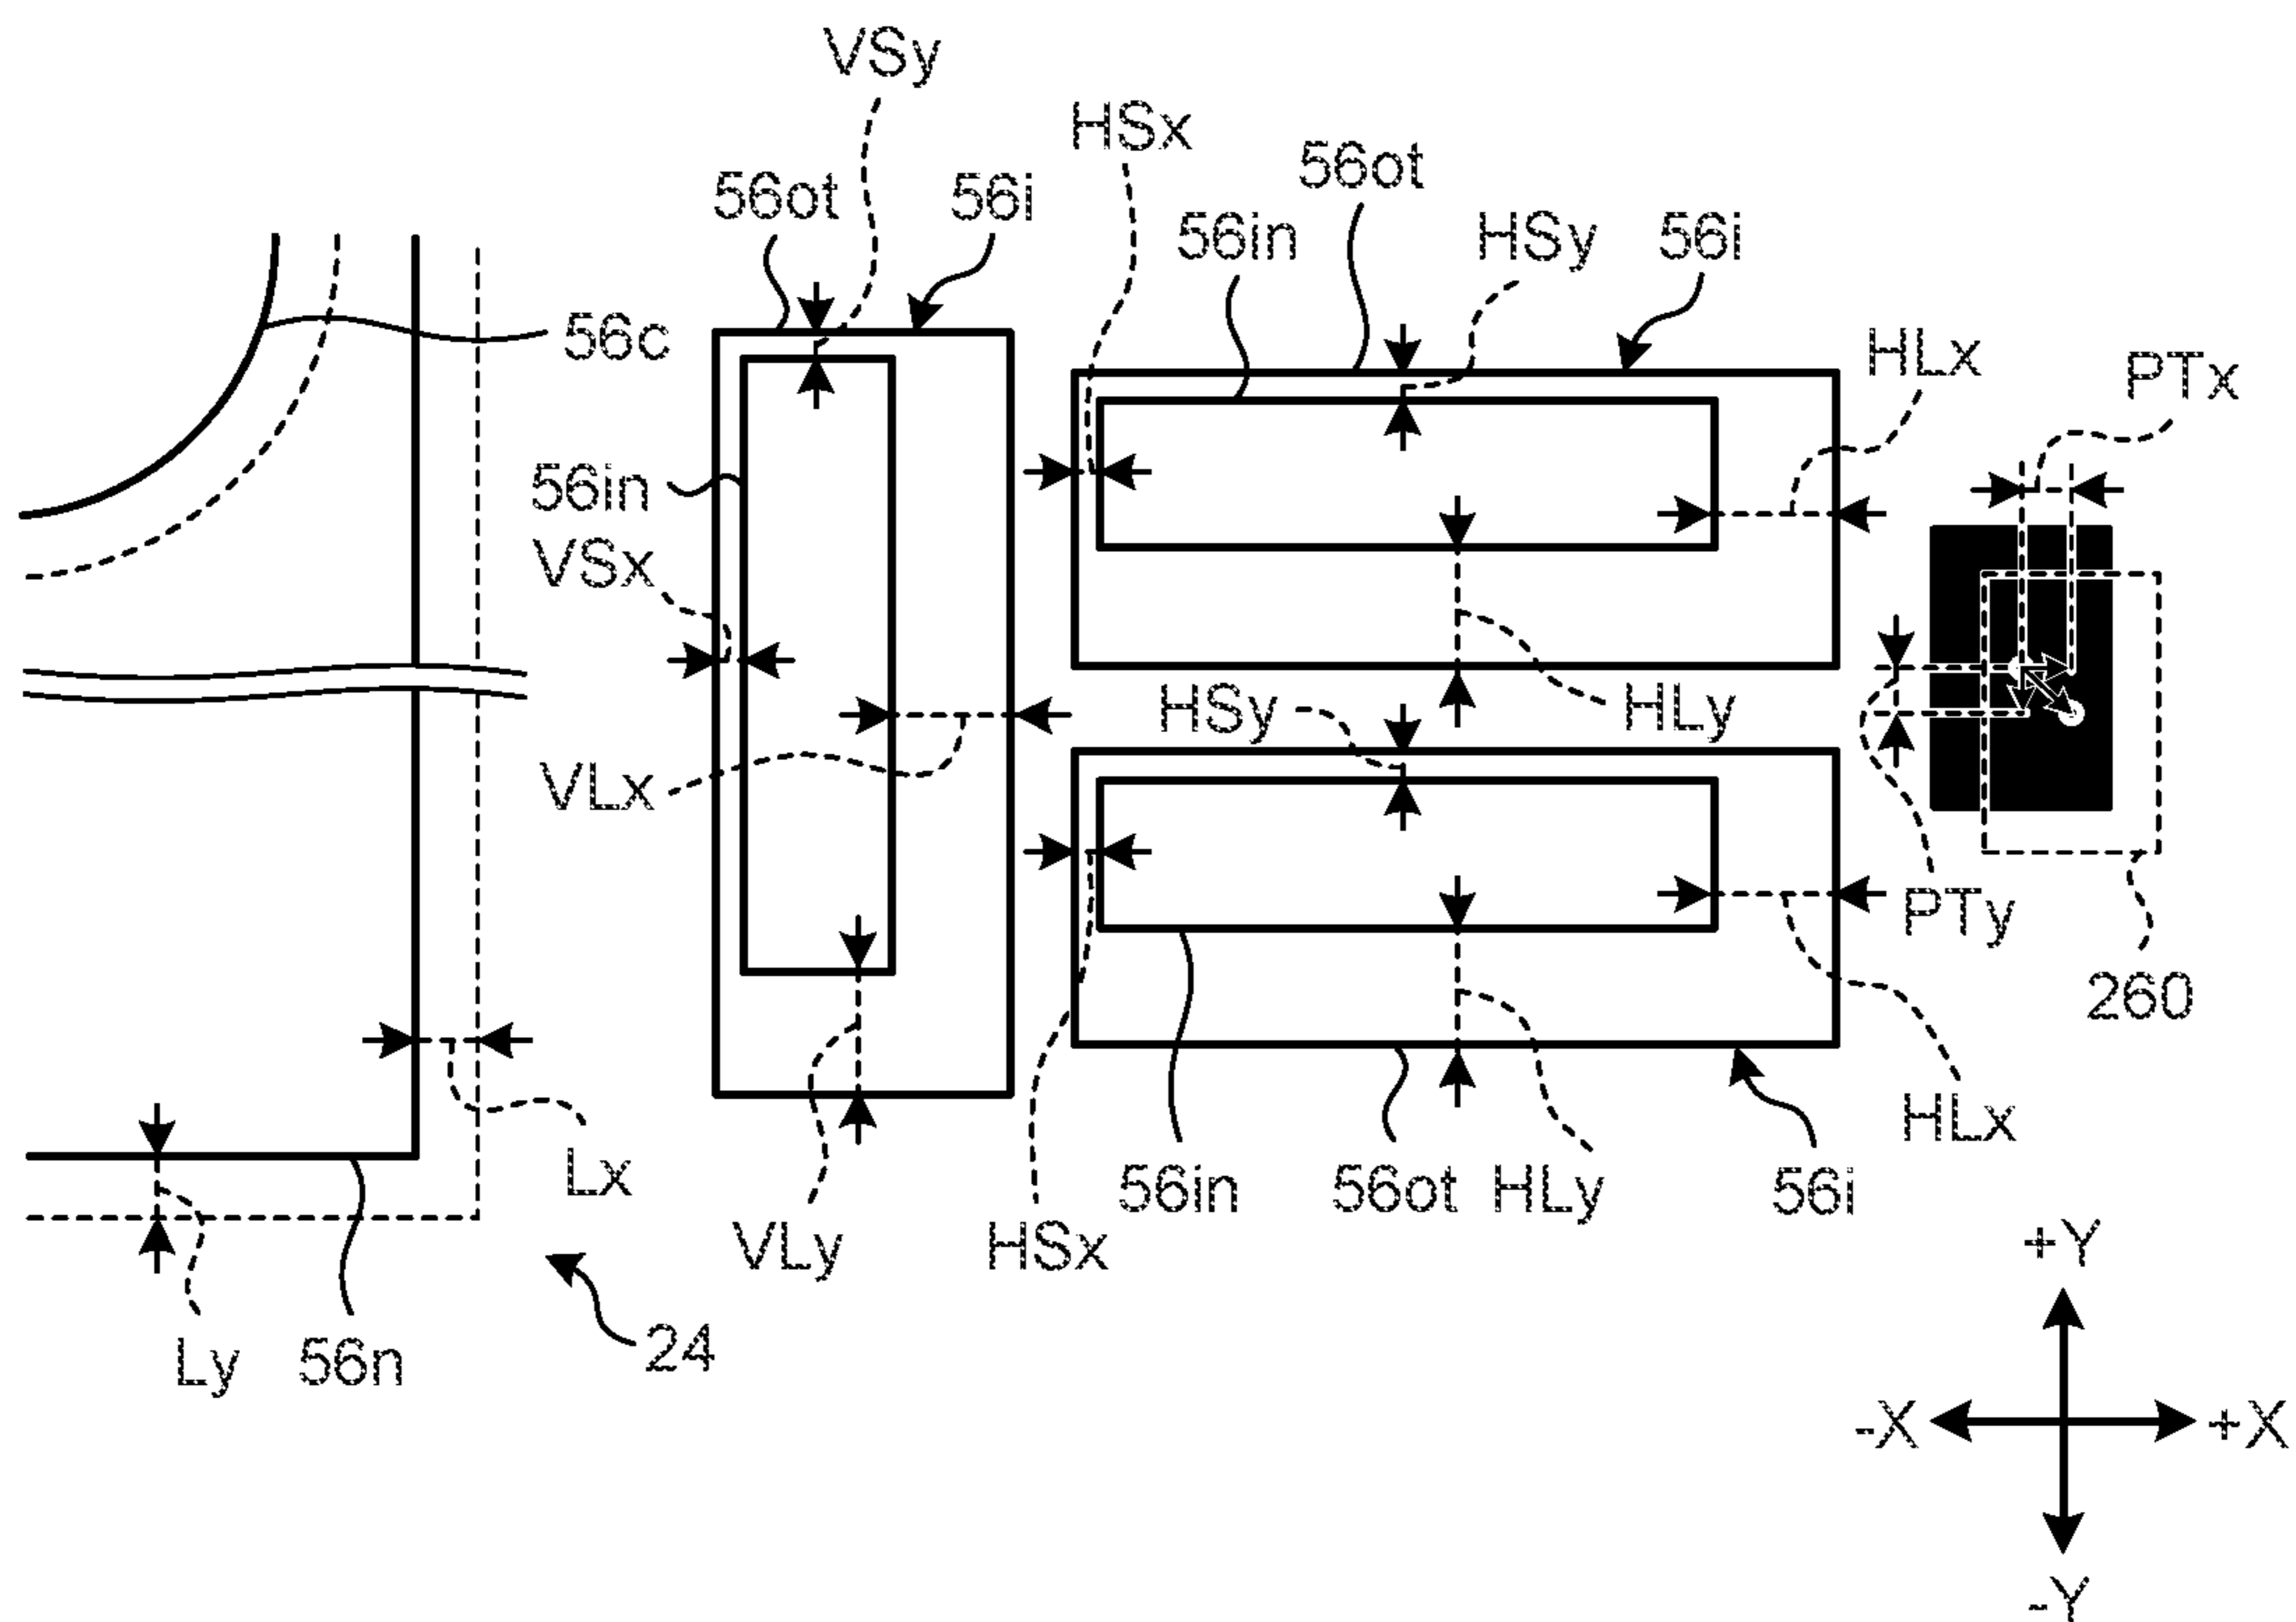 VSy
HSx
56ot
56i
56ot
56in
HSy
56i
56c
HLx
PTx
56in
VSx
HSy
HLy
VLx
PTy
260
HLx
Lx
56in
56ot
HLy
56i
VLy
HSx
Ly
56n
24
+Y
-X
+X
-Y